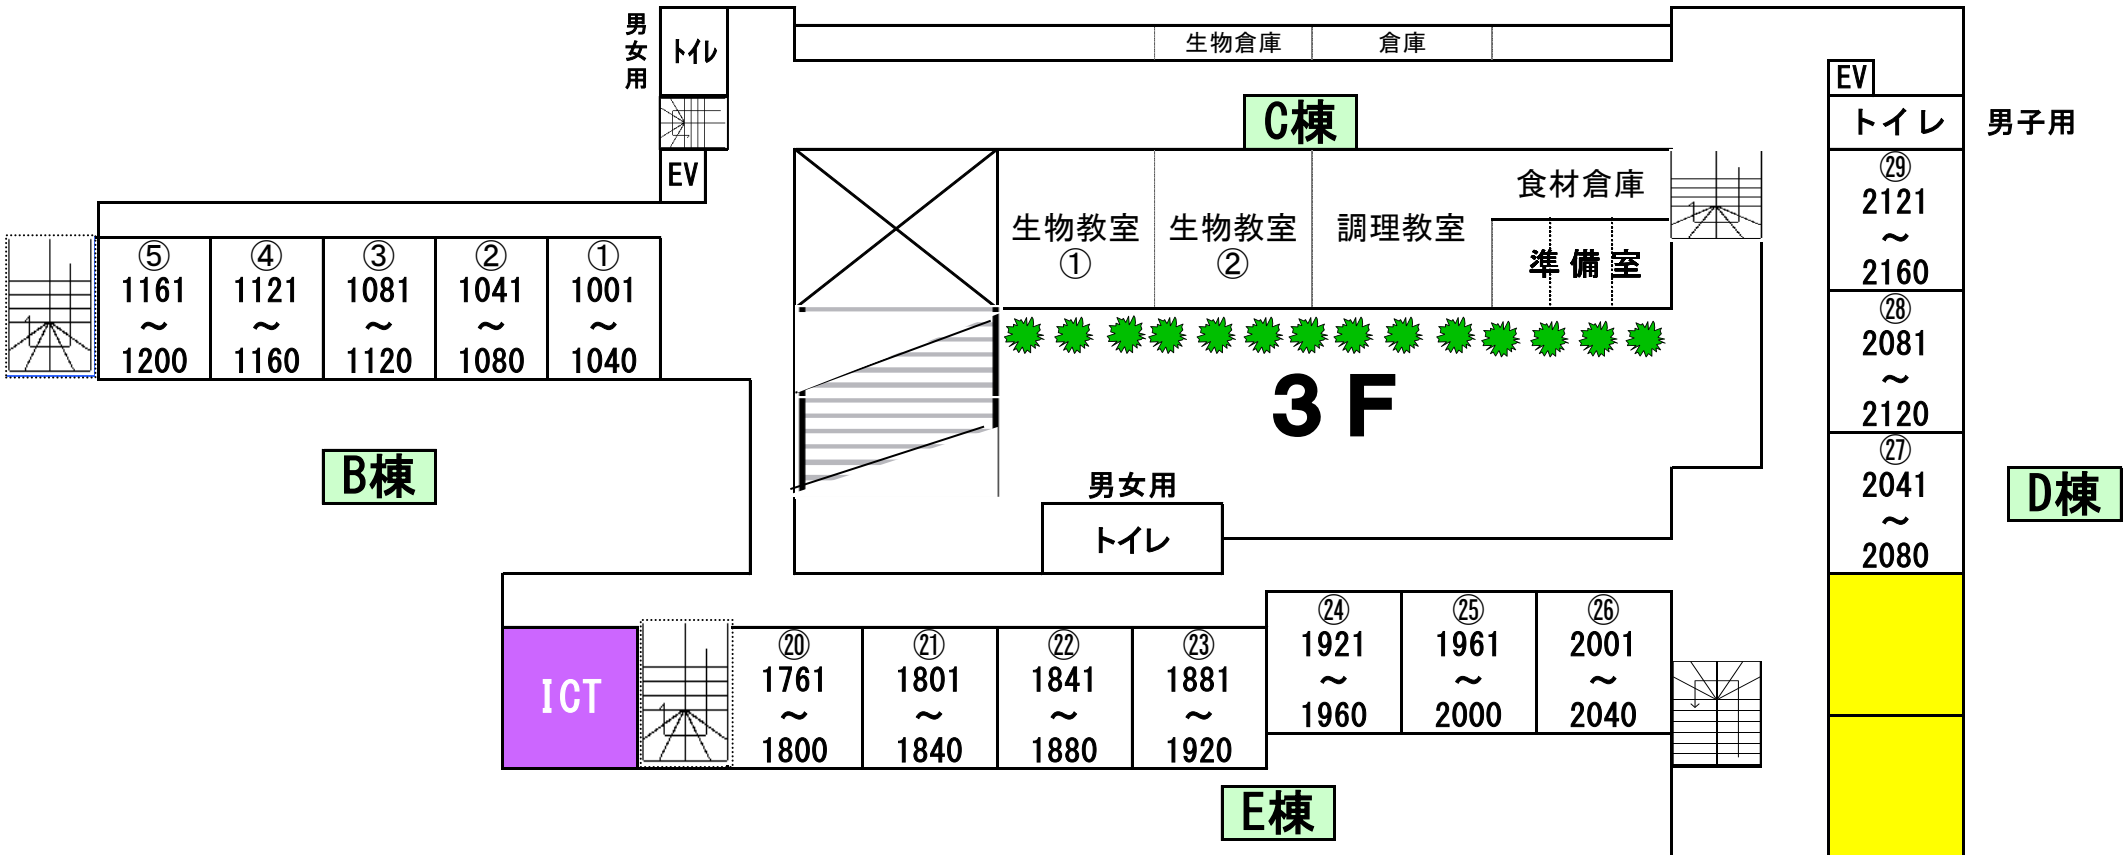 男女用
トイレ
EV
生物倉庫
倉庫
C棟
EV
トイレ
男子用
生物教室
①
生物教室
②
調理教室
食材倉庫
準備室
⑤
1161
～
1200
④
1121
～
1160
③
1081
～
1120
②
1041
～
1080
①
1001
～
1040
B棟
3F
男女用
トイレ
㉙
2121
～
2160
㉘
2081
～
2120
㉗
2041
～
2080
D棟
ICT
⑳
1761
～
1800
㉑
1801
～
1840
㉒
1841
～
1880
㉓
1881
～
1920
㉔
1921
～
1960
㉕
1961
～
2000
㉖
2001
～
2040
E棟